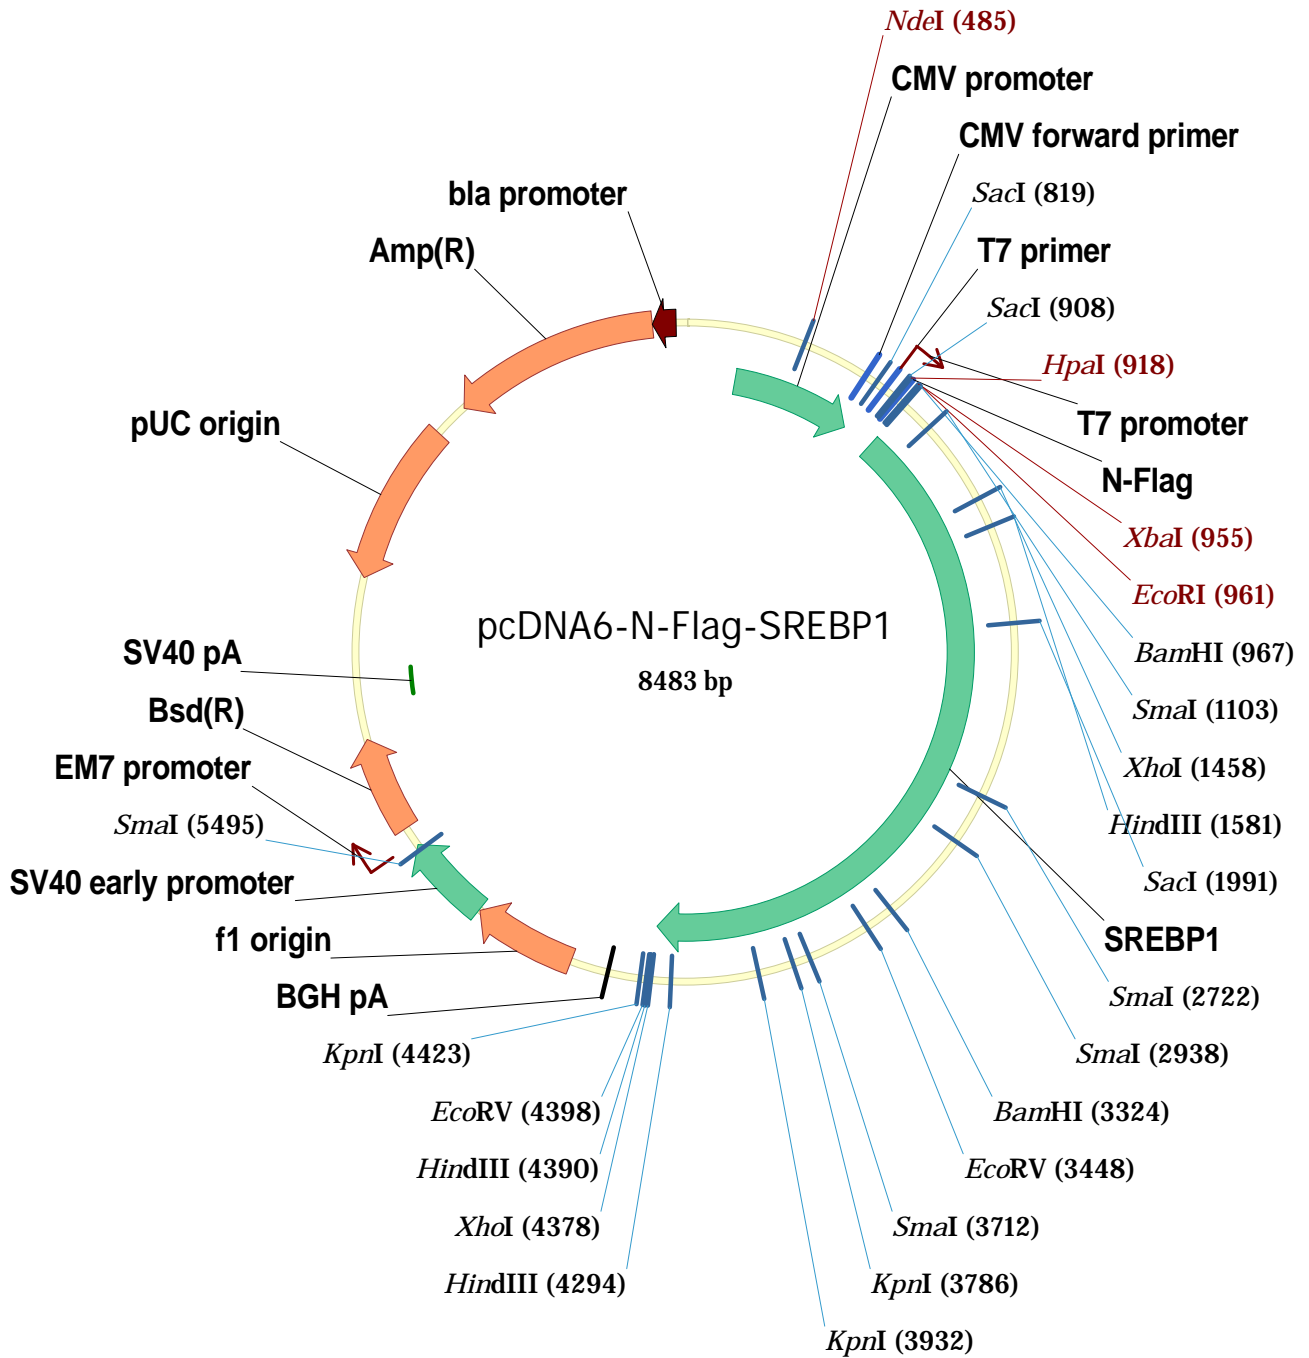 NdeI (485)
CMV promoter
CMV forward primer
SacI (819)
bla promoter
Amp(R)
T7 primer
SacI (908)
HpaI (918)
T7 promoter
pUC origin
N-Flag
XbaI (955)
EcoRI (961)
pcDNA6-N-Flag-SREBP1
8483 bp
SV40 pA
BamHI (967)
Bsd(R)
SmaI (1103)
EM7 promoter
XhoI (1458)
SmaI (5495)
HindIII (1581)
SV40 early promoter
SacI (1991)
f1 origin
SREBP1
BGH pA
SmaI (2722)
KpnI (4423)
SmaI (2938)
EcoRV (4398)
BamHI (3324)
HindIII (4390)
EcoRV (3448)
XhoI (4378)
SmaI (3712)
HindIII (4294)
KpnI (3786)
KpnI (3932)